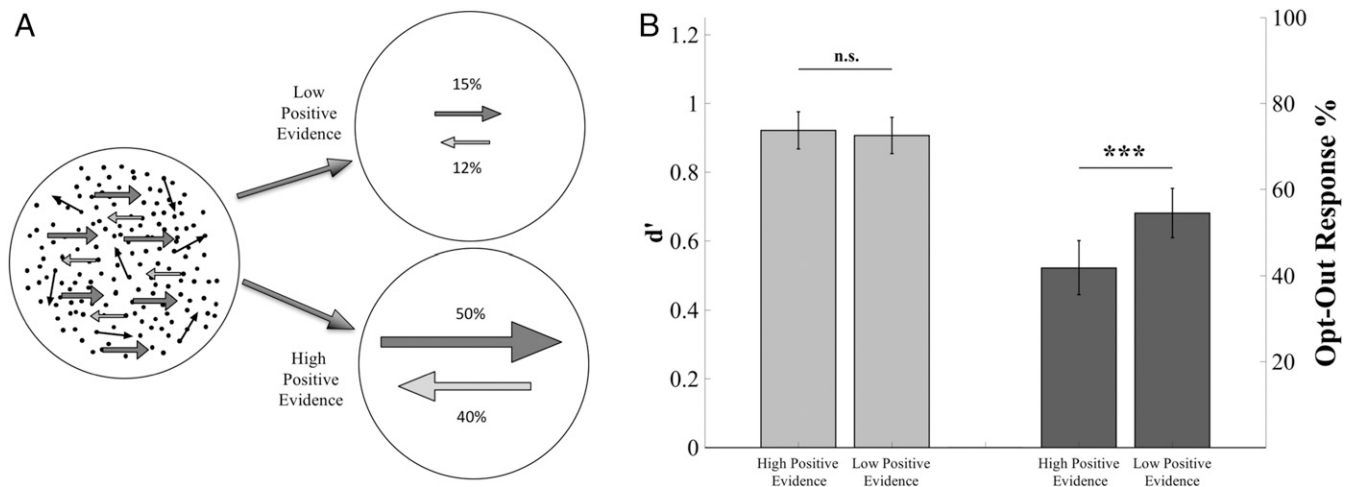 A
Low
Positive
Evidence
15%
12%
High
Positive
Evidence
50%
40%
B
d'
1.2
1
0.8
0.6
0.4
0.2
0
n.s.
***
100
80
60
40
20
Opt-Out Response %
High Positive
Evidence
Low Positive
Evidence
High Positive
Evidence
Low Positive
Evidence